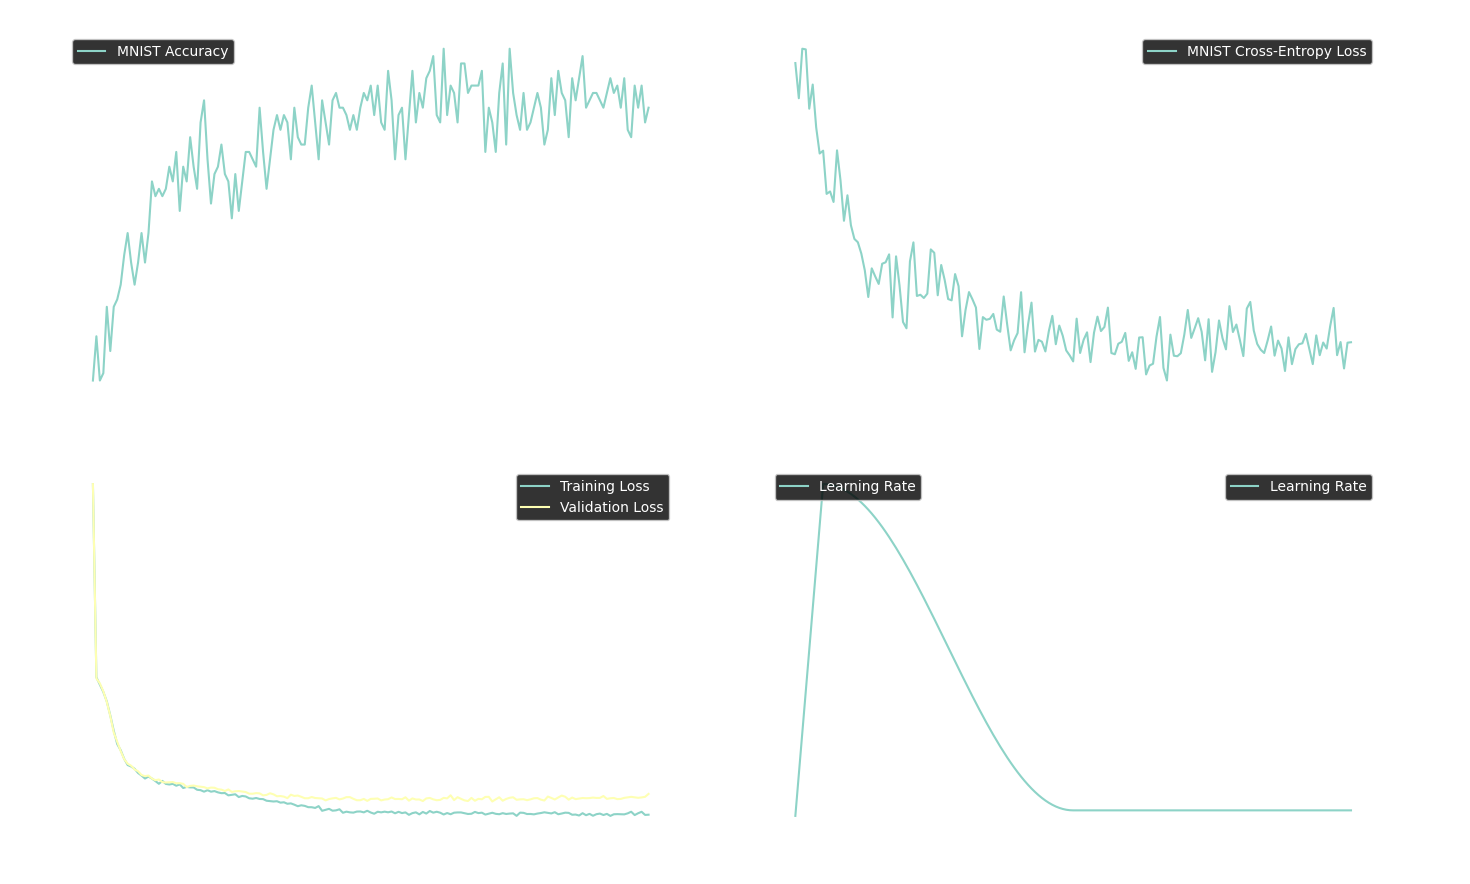 MNIST Accuracy
MNIST Cross-Entropy Loss
Training Loss
Validation Loss
Learning Rate
Learning Rate